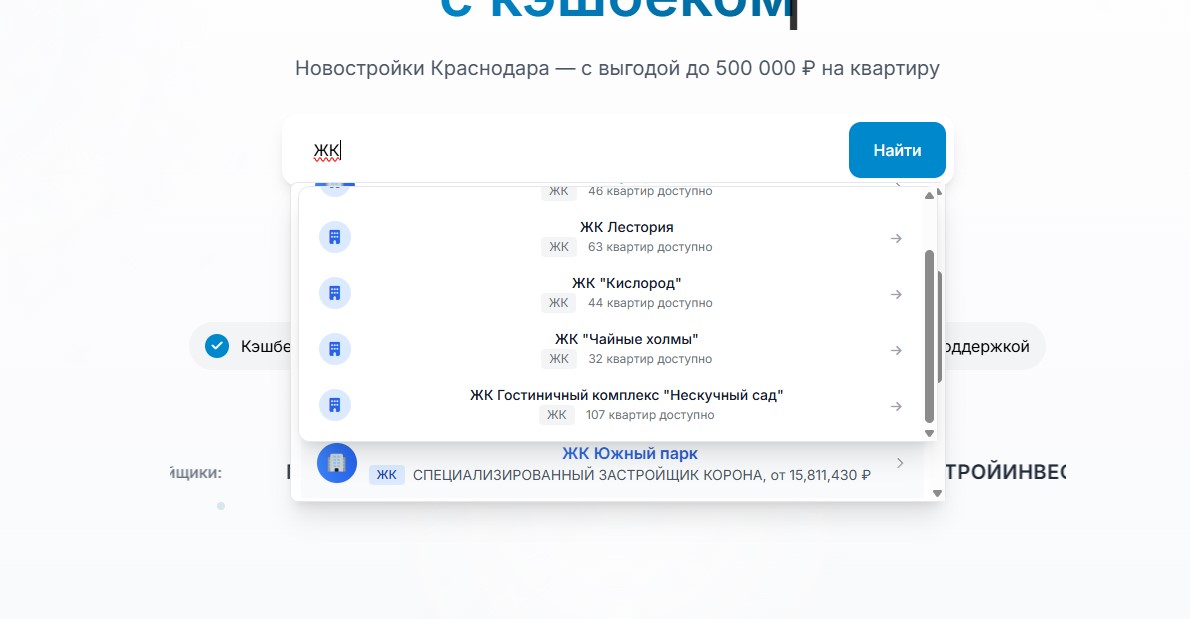 с кэшбеком
Новостройки Краснодара — с выгодой до 500 000 ₽ на квартиру
ЖК
Найти
ЖК 46 квартир доступно
ЖК Лестория
ЖК 63 квартир доступно
ЖК "Кислород"
ЖК 44 квартир доступно
ЖК "Чайные холмы"
ЖК 32 квартир доступно
Кэшбе
оддержкой
ЖК Гостиничный комплекс "Нескучный сад"
ЖК 107 квартир доступно
ЖК Южный парк
йщики:
ТРОЙИНВЕС
ЖК СПЕЦИАЛИЗИРОВАННЫЙ ЗАСТРОЙЩИК КОРОНА, от 15,811,430 ₽